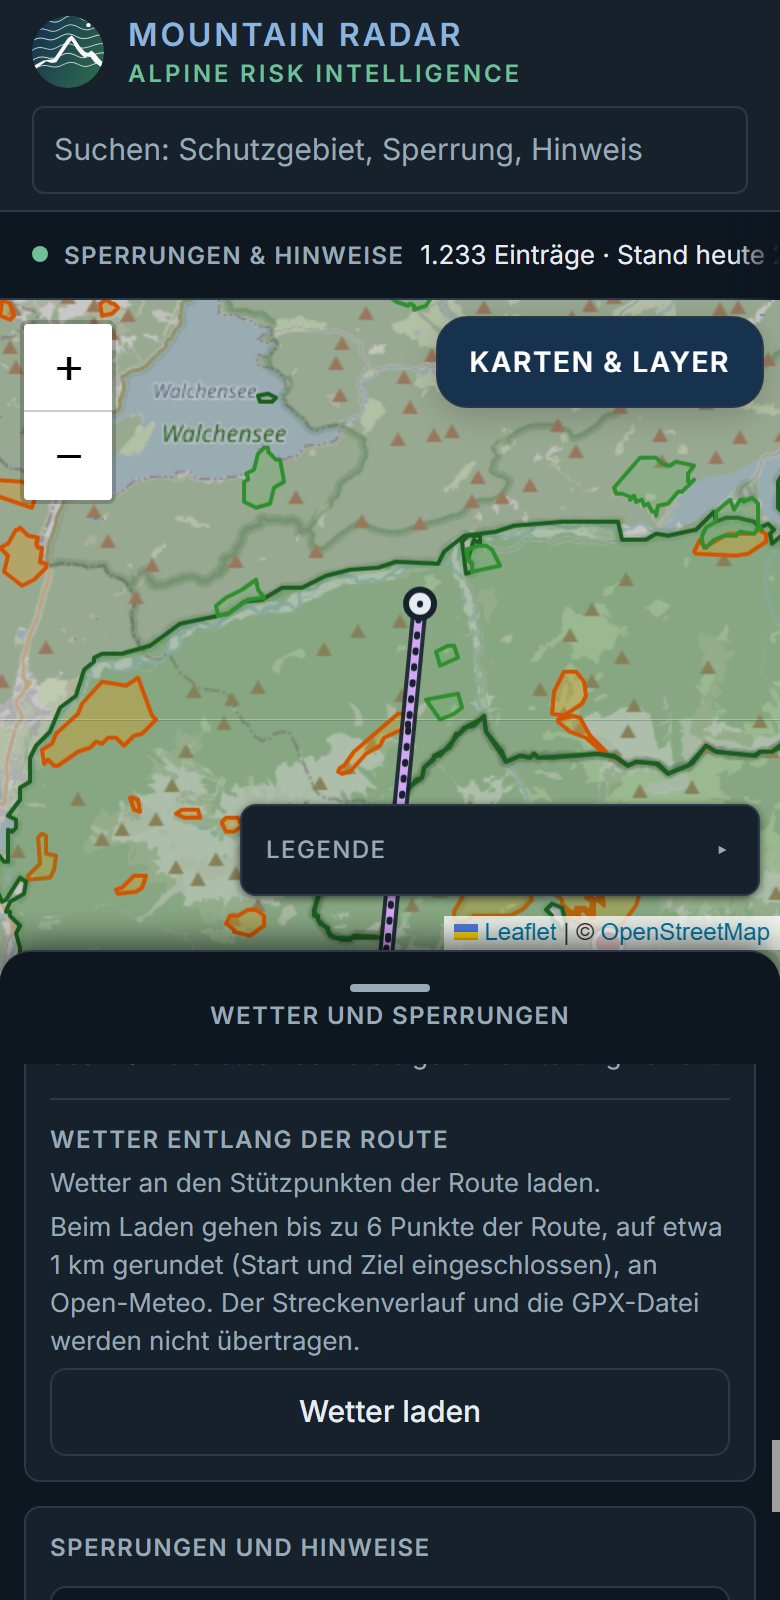 MOUNTAIN RADAR
ALPINE RISK INTELLIGENCE
Suchen: Schutzgebiet, Sperrung, Hinweis
SPERRUNGEN & HINWEISE 1.233 Einträge · Stand heute
+
KARTEN & LAYER
−
Walchensee
Walchensee
LEGENDE
Leaflet | © OpenStreetMap
WETTER UND SPERRUNGEN
WETTER ENTLANG DER ROUTE
Wetter an den Stützpunkten der Route laden.
Beim Laden gehen bis zu 6 Punkte der Route, auf etwa
1 km gerundet (Start und Ziel eingeschlossen), an
Open-Meteo. Der Streckenverlauf und die GPX-Datei
werden nicht übertragen.
Wetter laden
SPERRUNGEN UND HINWEISE